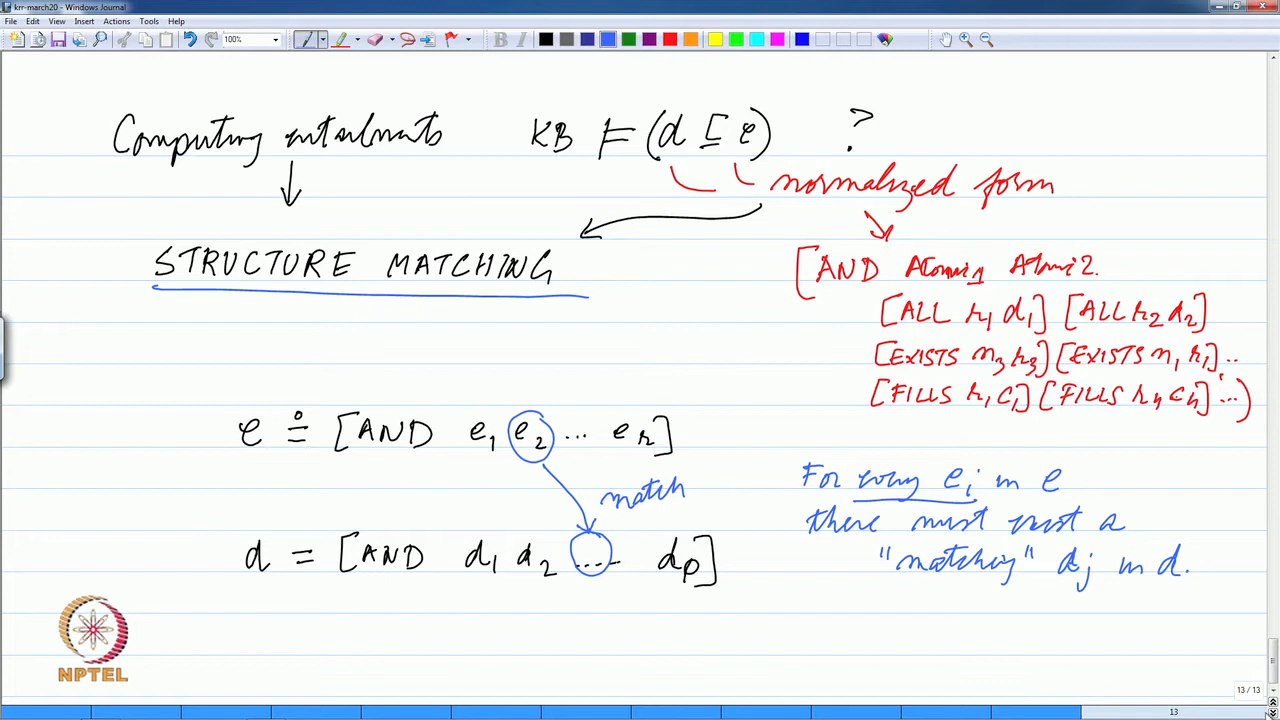 krr-march20 - Windows Journal
File Edit View Insert Actions Tools Help
100%
B I
Computing entailments KB ⊨ (d ⊑ e) ?
normalized form
STRUCTURE MATCHING
[AND Atomic1 Atomic2.
[ALL r1 d1] [ALL r2 d2]
[EXISTS n3 r3] [EXISTS n1 r1]..
[FILLS r1 c1] [FILLS r4 c4] ...]
e ≐ [AND e1 e2 ... er]
match
d = [AND d1 d2 .... dp]
For every ei in e
there must exist a
"matching" dj in d.
NPTEL
13 / 13
13